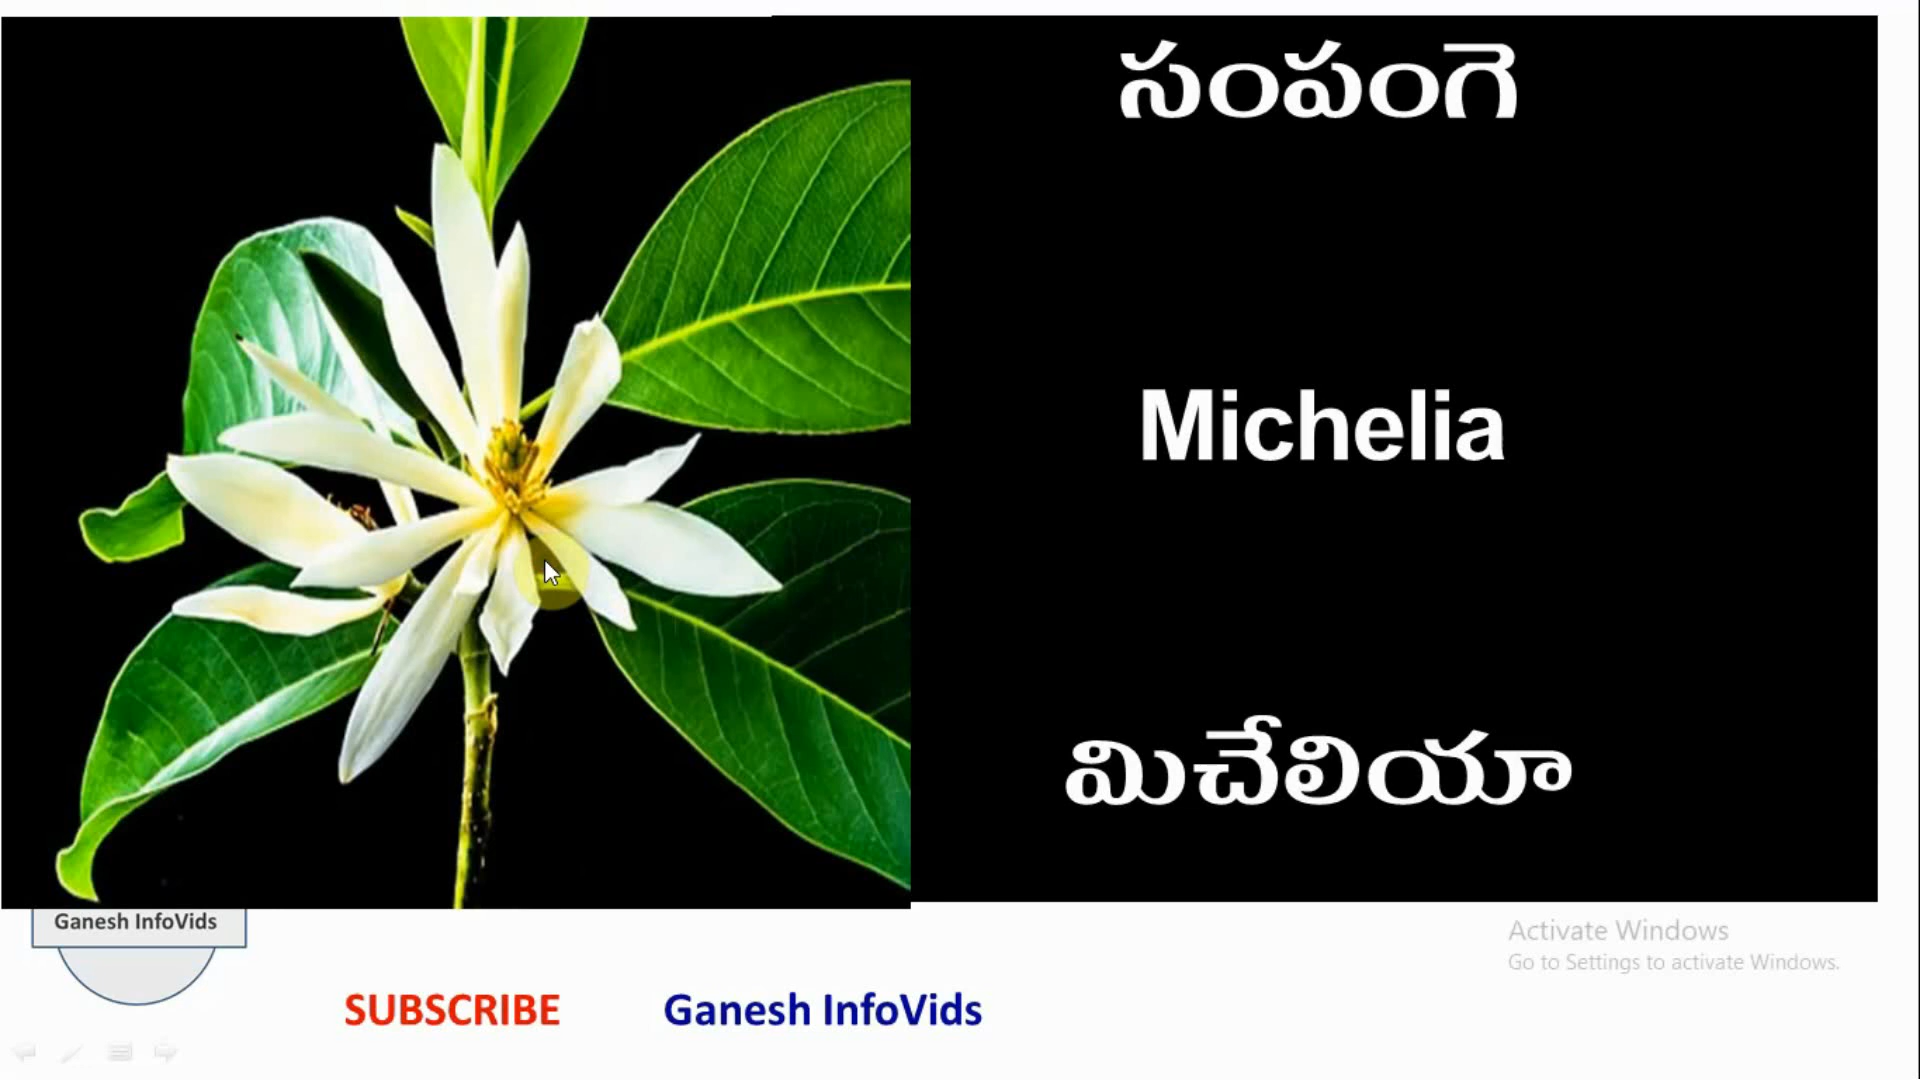 సంపంగె
Michelia
మిచేలియా
Ganesh InfoVids
Activate Windows
Go to Settings to activate Windows.
SUBSCRIBE Ganesh InfoVids